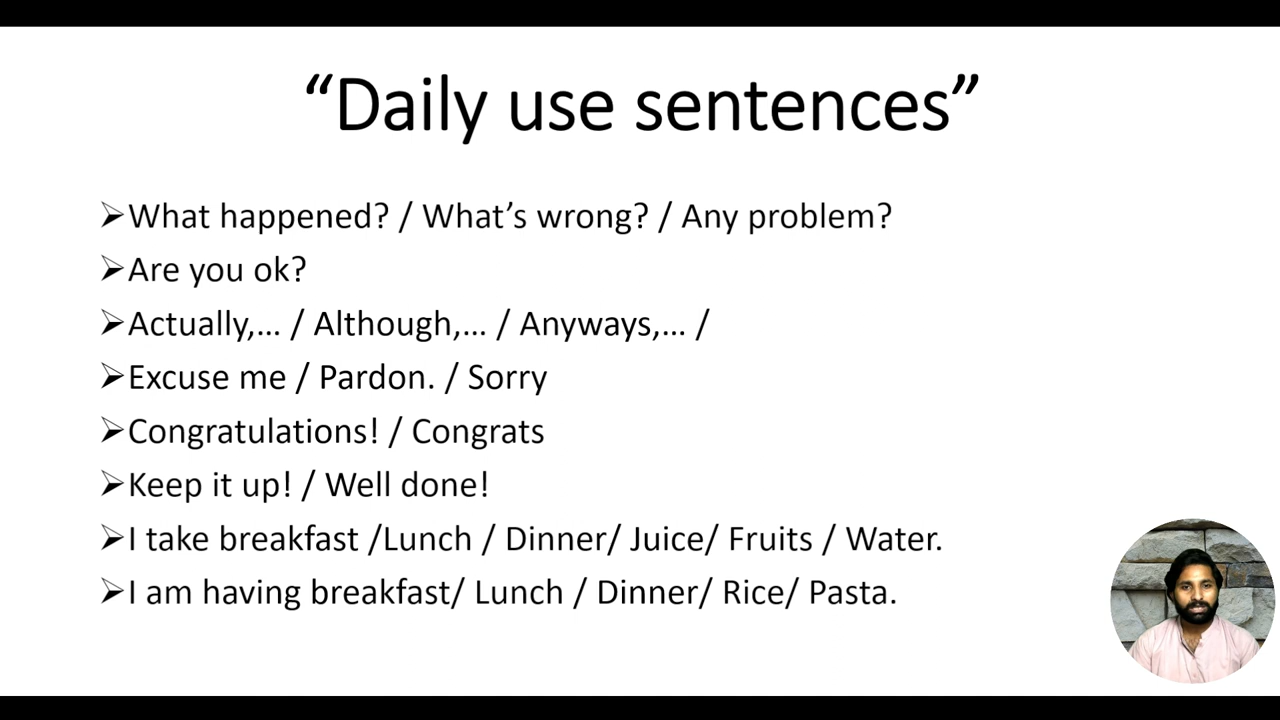 “Daily use sentences”
➢What happened? / What’s wrong? / Any problem?
➢Are you ok?
➢Actually,... / Although,... / Anyways,... /
➢Excuse me / Pardon. / Sorry
➢Congratulations! / Congrats
➢Keep it up! / Well done!
➢I take breakfast /Lunch / Dinner/ Juice/ Fruits / Water.
➢I am having breakfast/ Lunch / Dinner/ Rice/ Pasta.